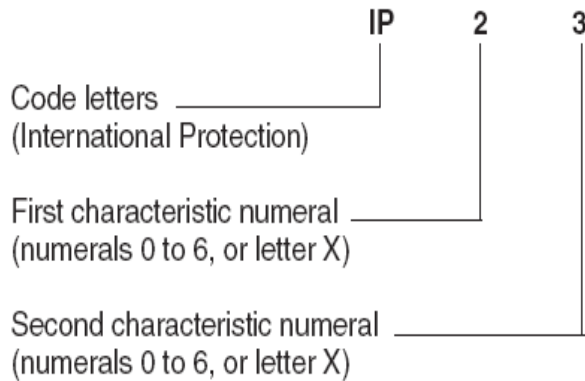 IP 2 3
Code letters
(International Protection)
First characteristic numeral
(numerals 0 to 6, or letter X)
Second characteristic numeral
(numerals 0 to 6, or letter X)